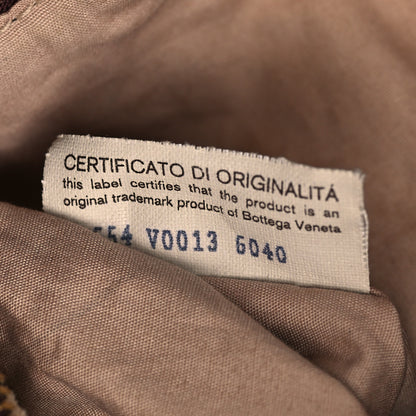 CERTIFICATO DI ORIGINALITÁ
this label certifies that the product is an
original trademark product of Bottega Veneta
V0013 6040